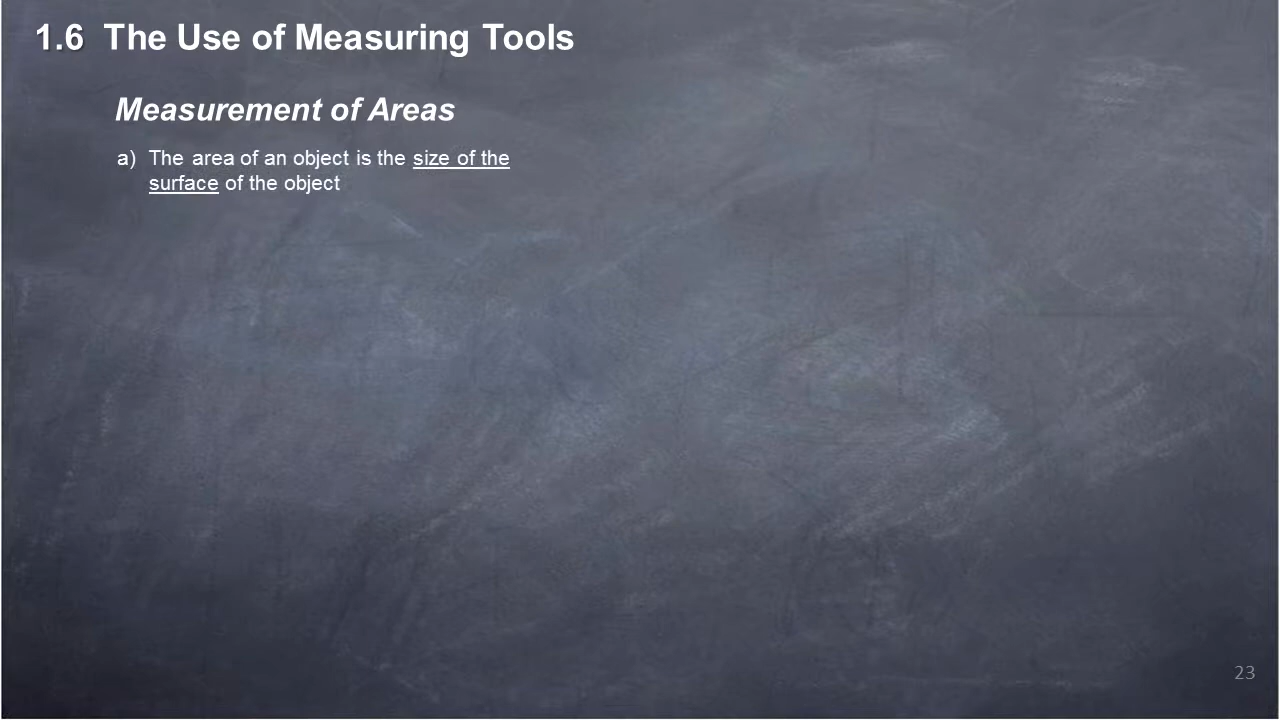 1.6 The Use of Measuring Tools
Measurement of Areas
a) The area of an object is the size of the
surface of the object
23